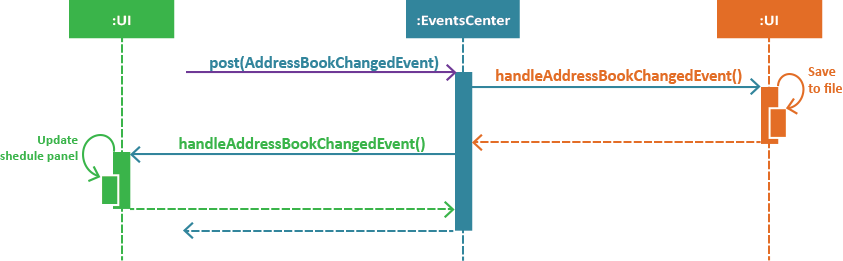 :UI
:EventsCenter
:UI
post(AddressBookChangedEvent)
handleAddressBookChangedEvent()
Save
to file
Update
shedule panel
handleAddressBookChangedEvent()